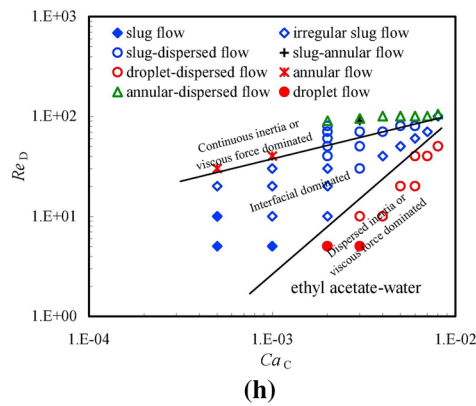 slug flow
irregular slug flow
slug-dispersed flow
slug-annular flow
droplet-dispersed flow
annular flow
annular-dispersed flow
droplet flow
1.E+03
1.E+02
1.E+01
1.E+00
Re_D
Continuous inertia or
viscous force dominated
Interfacial dominated
Dispersed inertia or
viscous force dominated
ethyl acetate-water
1.E-04
1.E-03
1.E-02
Ca_C
(h)